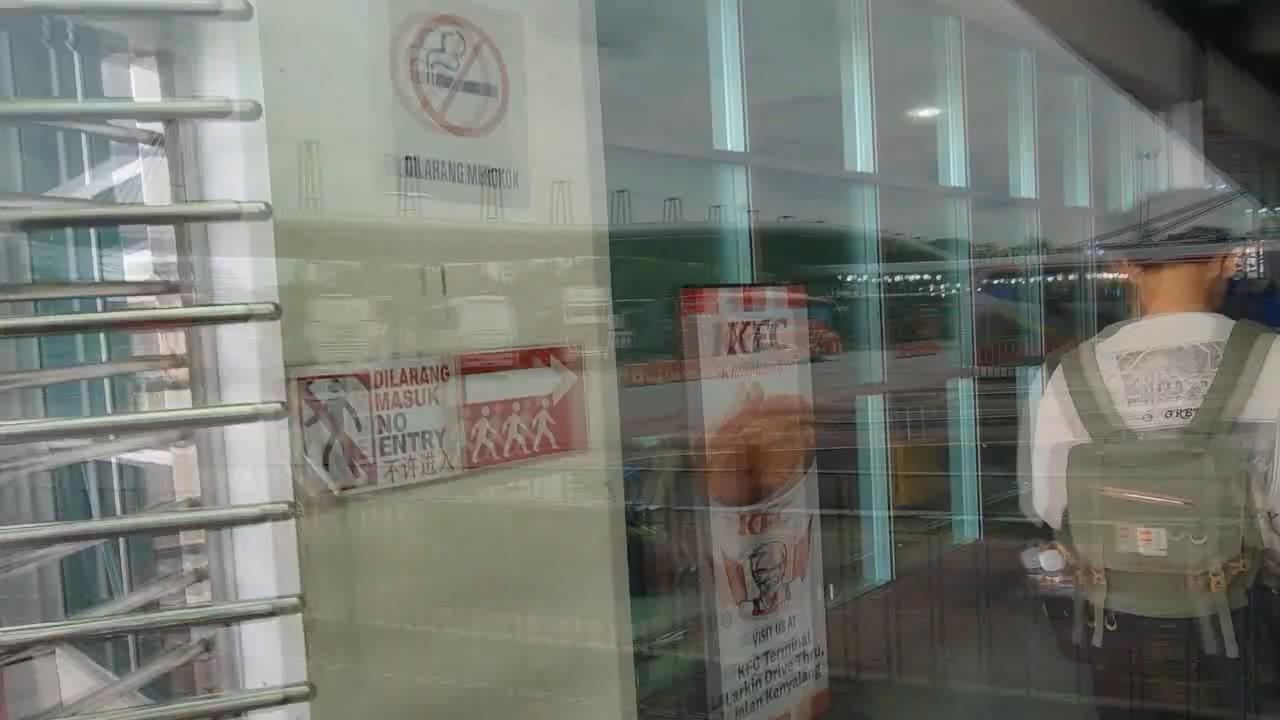 DILARANG MEROKOK
DILARANG
MASUK
NO
ENTRY
不许进入
KFC
KFC
VISIT US AT
KFC Terminal
Larkin Drive Thru,
Jalan Kenyalang
GRET